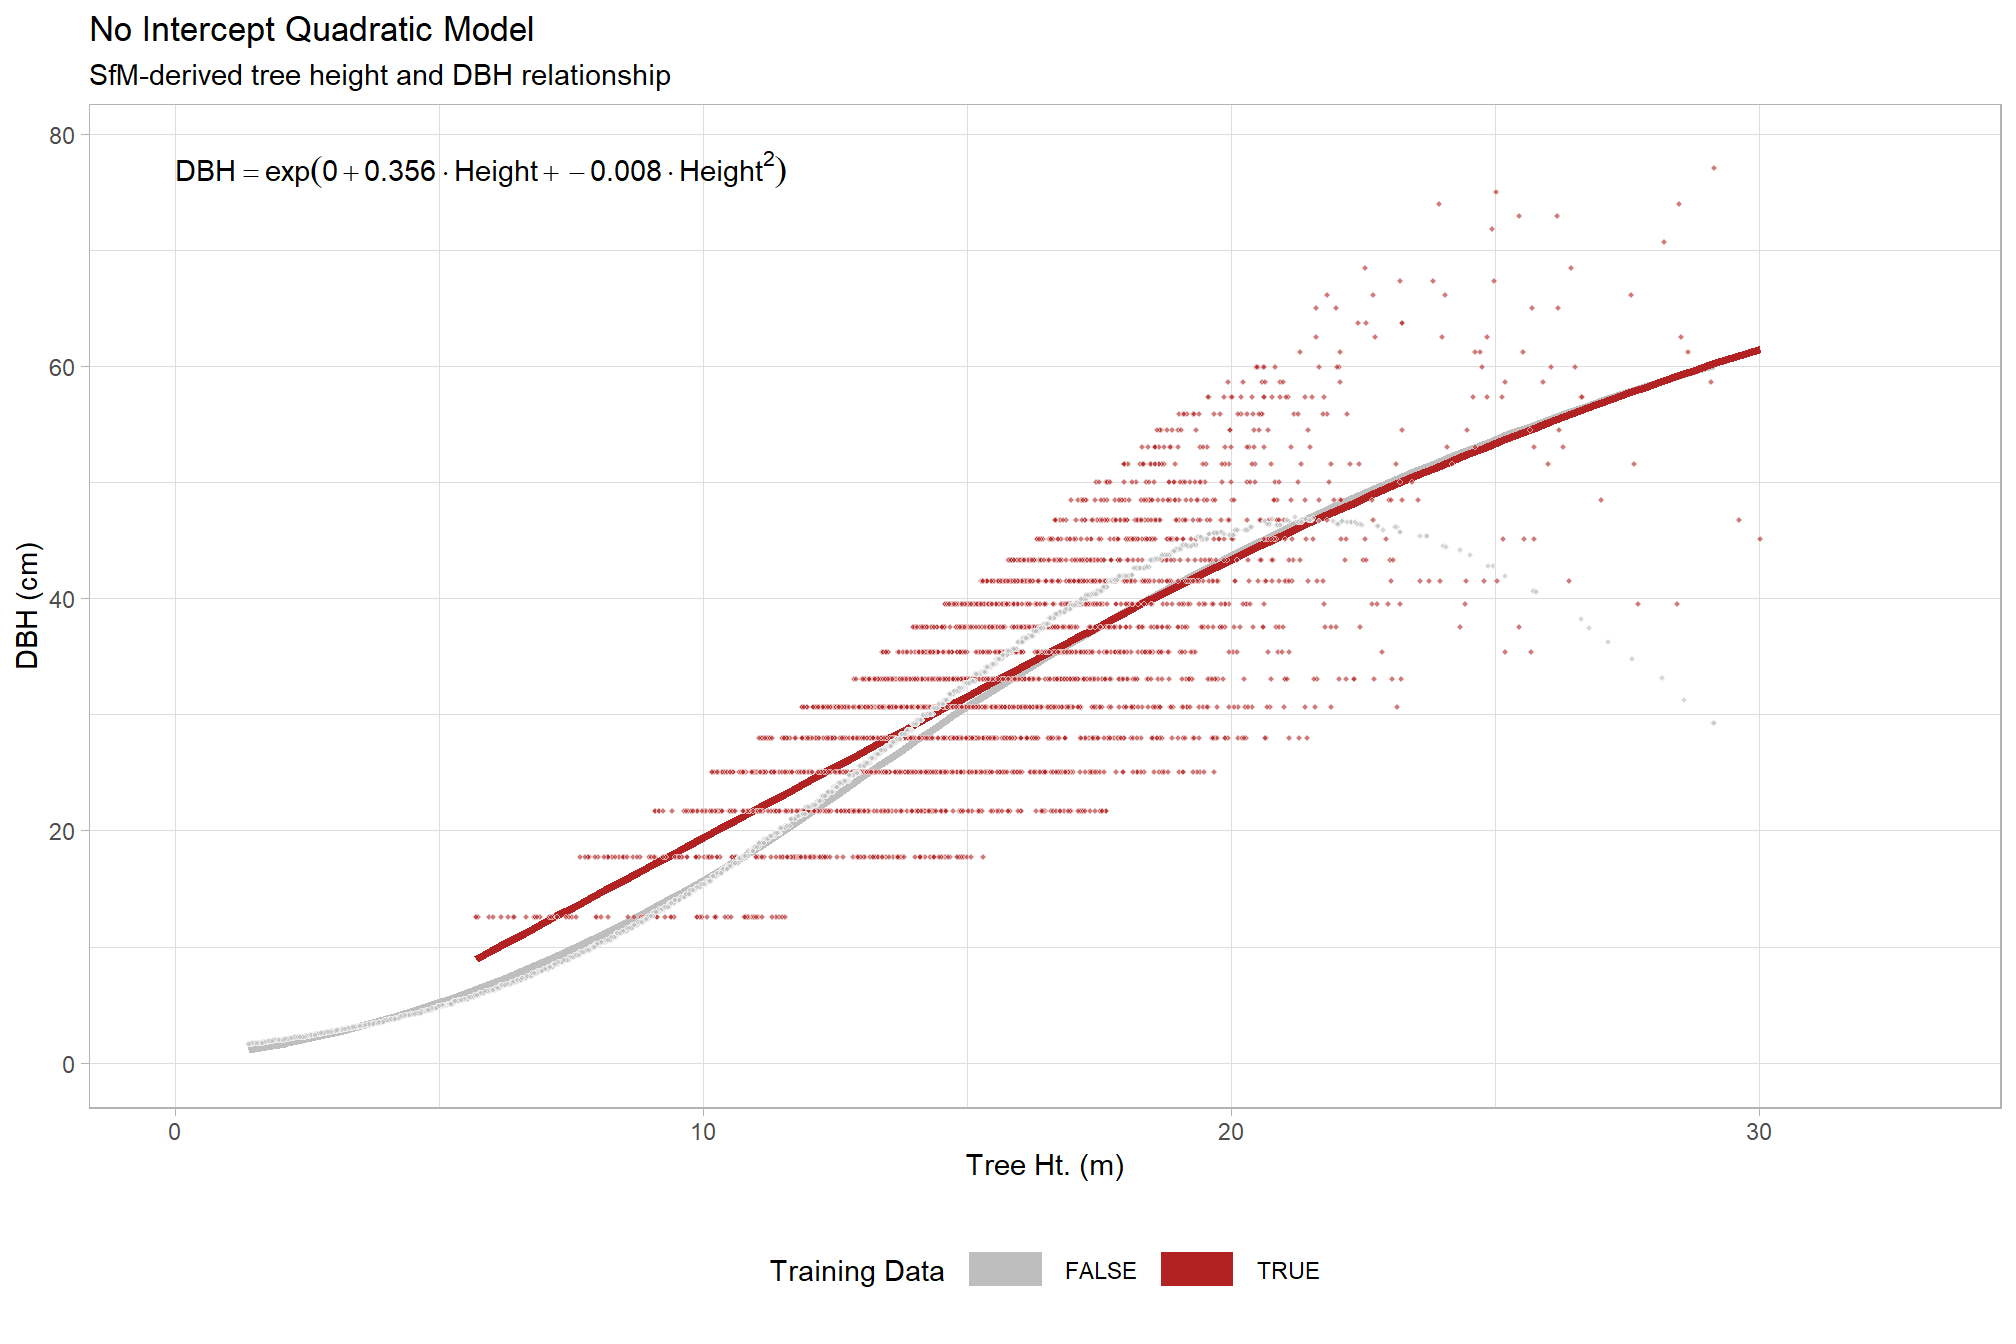 No Intercept Quadratic Model
SfM-derived tree height and DBH relationship
80
DBH = exp(0 + 0.356 · Height + − 0.008 · Height²)
60
40
20
0
DBH (cm)
0 10 20 30
Tree Ht. (m)
Training Data FALSE TRUE